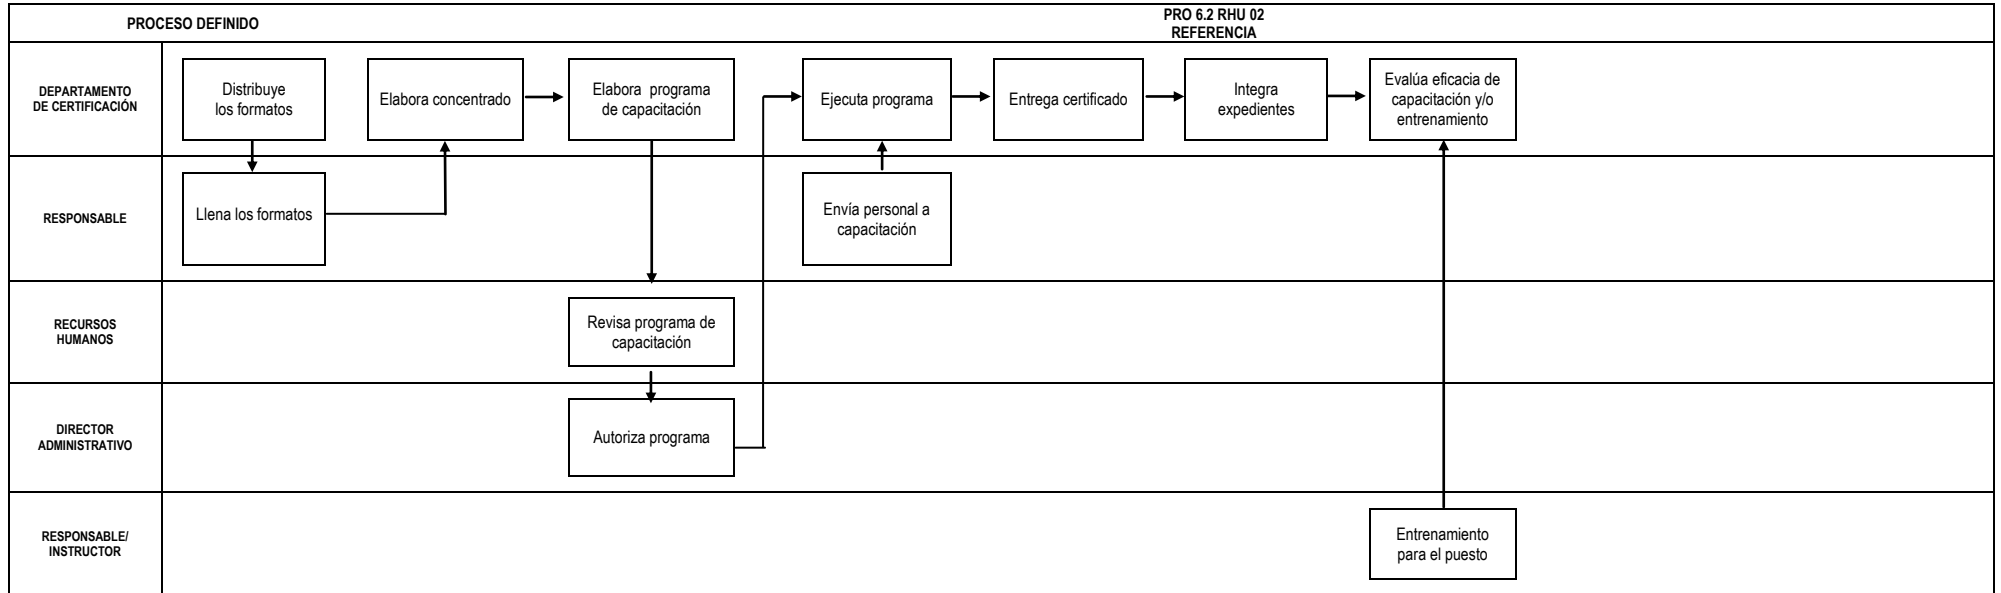 PROCESO DEFINIDO
PRO 6.2 RHU 02
REFERENCIA
DEPARTAMENTO
DE CERTIFICACIÓN
Distribuye
los formatos
Elabora concentrado
Elabora programa
de capacitación
Ejecuta programa
Entrega certificado
Integra
expedientes
Evalúa eficacia de
capacitación y/o
entrenamiento
RESPONSABLE
Llena los formatos
Envía personal a
capacitación
RECURSOS
HUMANOS
Revisa programa de
capacitación
DIRECTOR
ADMINISTRATIVO
Autoriza programa
RESPONSABLE/
INSTRUCTOR
Entrenamiento
para el puesto